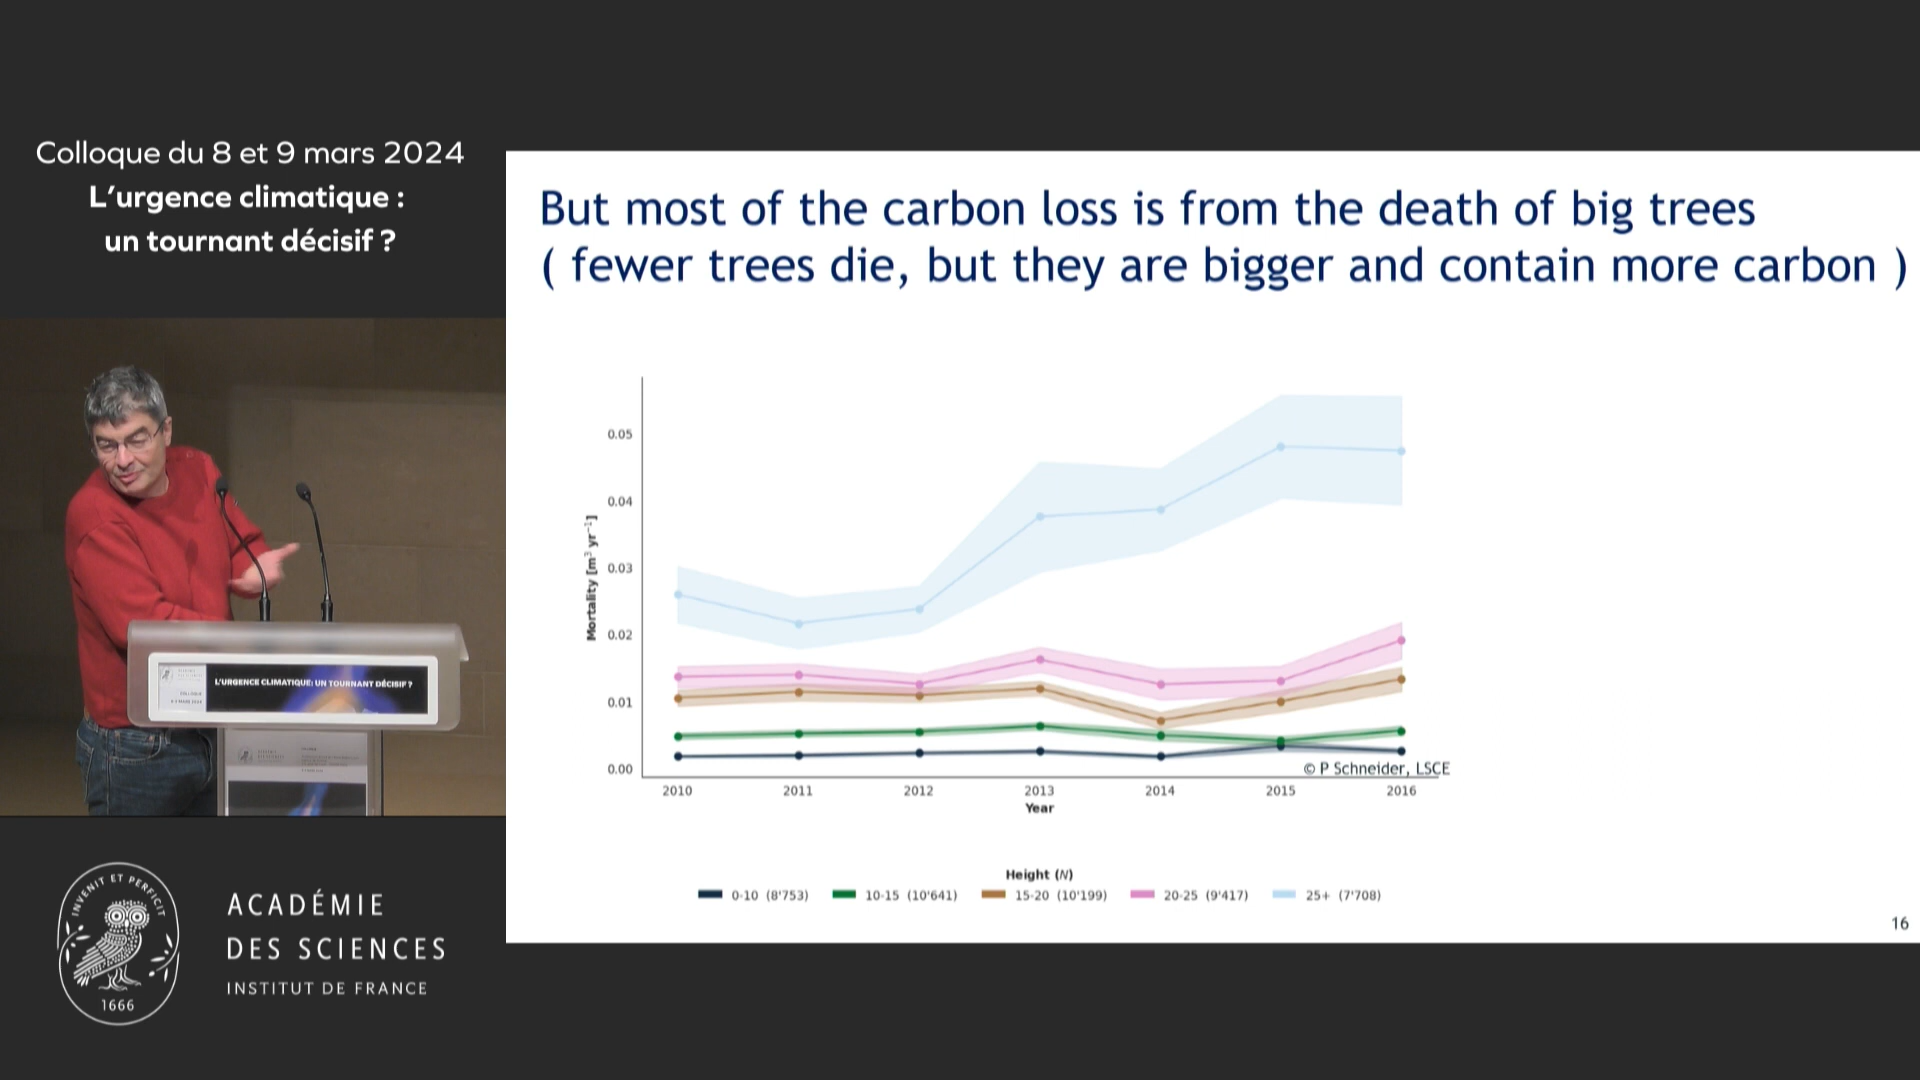 Colloque du 8 et 9 mars 2024
L'urgence climatique :
un tournant décisif ?
But most of the carbon loss is from the death of big trees
( fewer trees die, but they are bigger and contain more carbon )
Mortality [m³ yr⁻¹]
0.05
0.04
0.03
0.02
0.01
0.00
© P Schneider, LSCE
2010 2011 2012 2013 2014 2015 2016
Year
Height (N)
0-10 (8'753) 10-15 (10'641) 15-20 (10'199) 20-25 (9'417) 25+ (7'708)
16
L'URGENCE CLIMATIQUE: UN TOURNANT DÉCISIF ?
INVENIT ET PERFICIT
1666
ACADÉMIE
DES SCIENCES
INSTITUT DE FRANCE